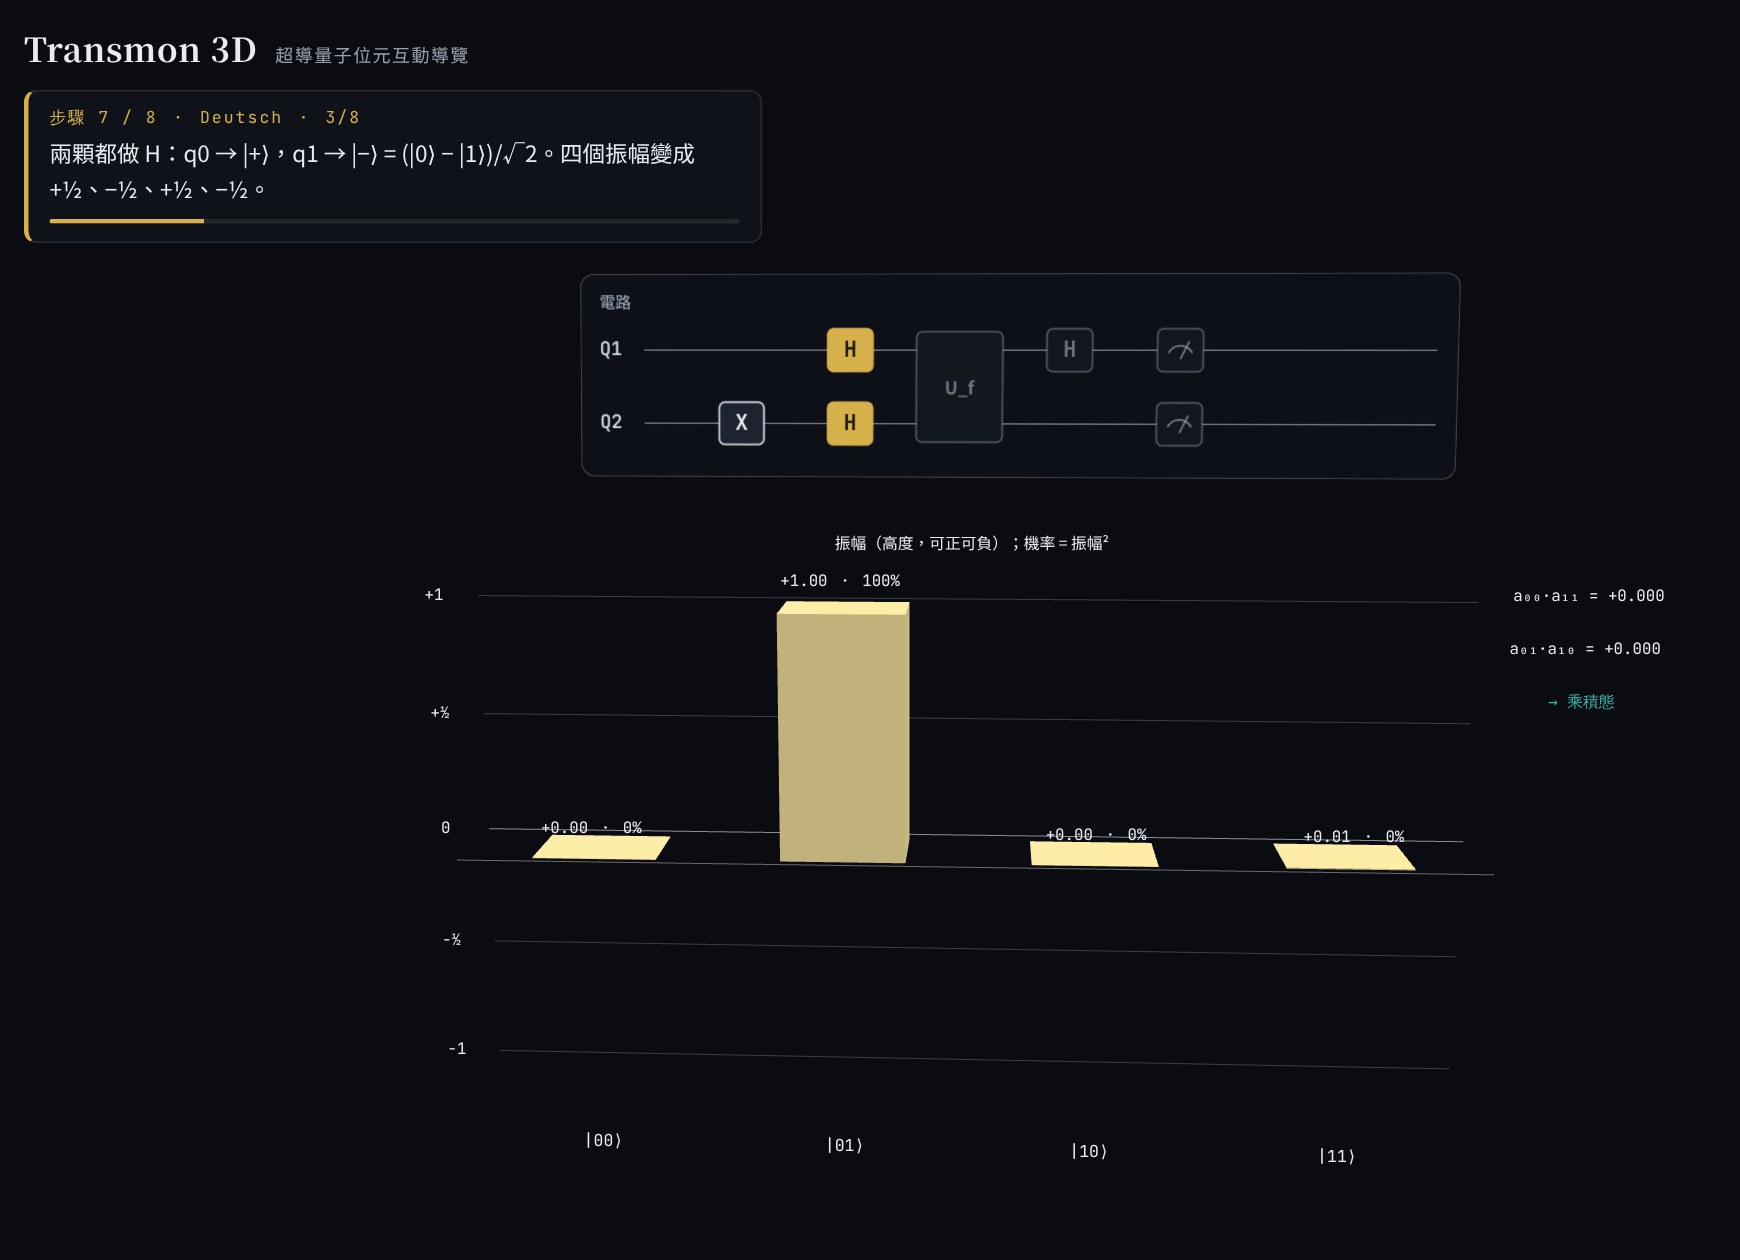 Transmon 3D 超導量子位元互動導覽
步驟 7 / 8 · Deutsch · 3/8
兩顆都做 H：q0 → |+⟩，q1 → |−⟩ = (|0⟩ − |1⟩)/√2。四個振幅變成
+½、−½、+½、−½。
電路
Q1 H U_f H
Q2 X H
振幅（高度，可正可負）；機率 = 振幅²
+1.00 · 100%
+1
a₀₀·a₁₁ = +0.000
a₀₁·a₁₀ = +0.000
→ 乘積態
+½
0
+0.00 · 0%
+0.00 · 0%
+0.01 · 0%
-½
-1
|00⟩ |01⟩ |10⟩ |11⟩